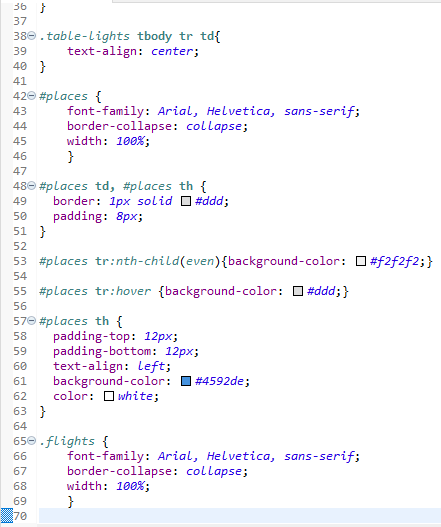 36 }
37
38 .table-lights tbody tr td{
39     text-align: center;
40 }
41
42 #places {
43     font-family: Arial, Helvetica, sans-serif;
44     border-collapse: collapse;
45     width: 100%;
46     }
47
48 #places td, #places th {
49   border: 1px solid #ddd;
50   padding: 8px;
51 }
52
53 #places tr:nth-child(even){background-color: #f2f2f2;}
54
55 #places tr:hover {background-color: #ddd;}
56
57 #places th {
58   padding-top: 12px;
59   padding-bottom: 12px;
60   text-align: left;
61   background-color: #4592de;
62   color: white;
63 }
64
65 .flights {
66     font-family: Arial, Helvetica, sans-serif;
67     border-collapse: collapse;
68     width: 100%;
69     }
70